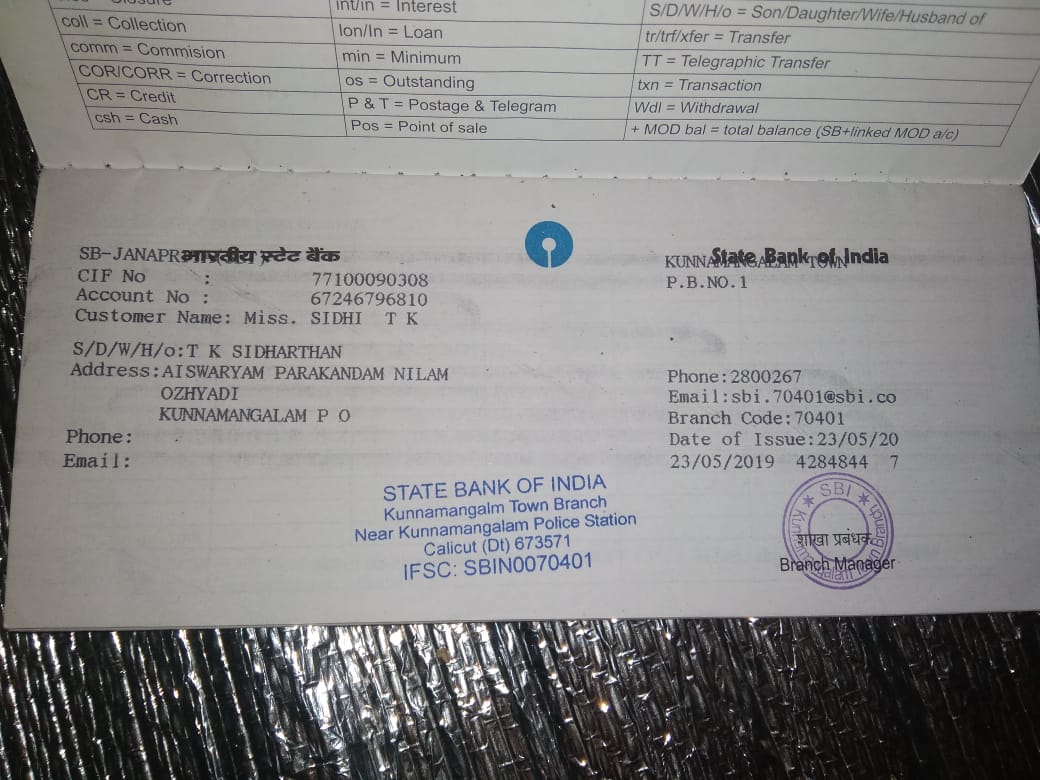 coll = Collection
comm = Commision
COR/CORR = Correction
CR = Credit
csh = Cash
int/in = Interest
lon/ln = Loan
min = Minimum
os = Outstanding
P & T = Postage & Telegram
Pos = Point of sale
S/D/W/H/o = Son/Daughter/Wife/Husband of
tr/trf/xfer = Transfer
TT = Telegraphic Transfer
txn = Transaction
Wdl = Withdrawal
+ MOD bal = total balance (SB+linked MOD a/c)
SB-JANAPR भारतीय स्टेट बैंक
CIF No : 77100090308
Account No : 67246796810
Customer Name: Miss. SIDHI T K
S/D/W/H/o:T K SIDHARTHAN
Address:AISWARYAM PARAKANDAM NILAM
OZHYADI
KUNNAMANGALAM P O
Phone:
Email:
State Bank of India
KUNNAMANGALAM TOWN
P.B.NO.1
Phone:2800267
Email:sbi.70401@sbi.co
Branch Code:70401
Date of Issue:23/05/20
23/05/2019 4284844 7
STATE BANK OF INDIA
Kunnamangalm Town Branch
Near Kunnamangalam Police Station
Calicut (Dt) 673571
IFSC: SBIN0070401
SBI
Kunnamangalam Town Branch
शाखा प्रबंधक
Branch Manager